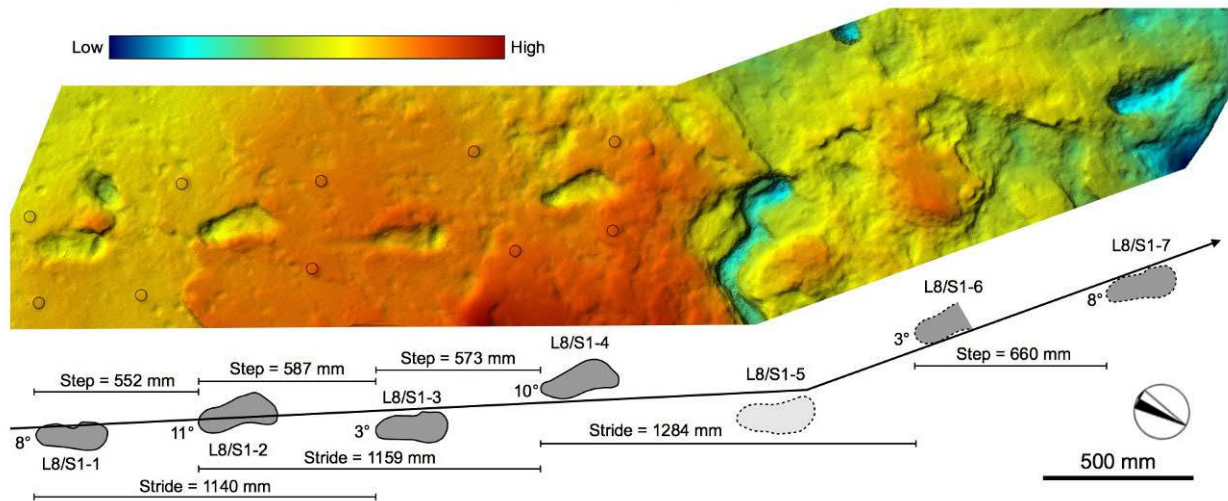 Low High
L8/S1-7
L8/S1-6
8°
3°
Step = 660 mm
L8/S1-4
Step = 573 mm
Step = 587 mm
Step = 552 mm
L8/S1-5
10°
L8/S1-3
11°
3°
8°
L8/S1-2
L8/S1-1
Stride = 1284 mm
Stride = 1159 mm
Stride = 1140 mm
500 mm